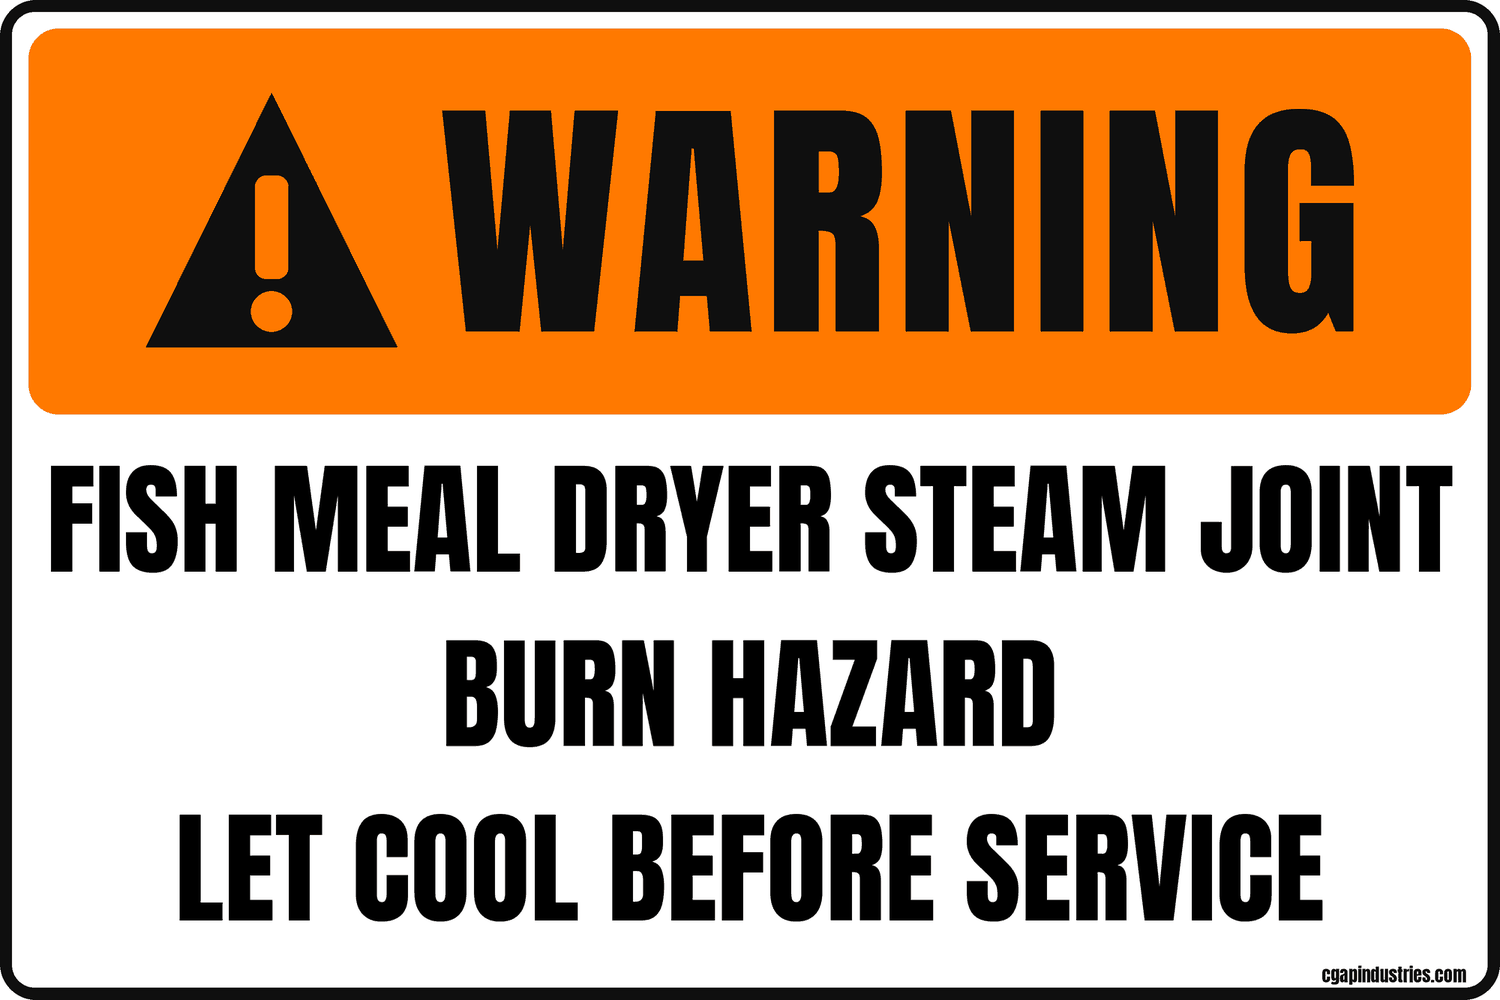 WARNING
FISH MEAL DRYER STEAM JOINT
BURN HAZARD
LET COOL BEFORE SERVICE
cgapindustries.com